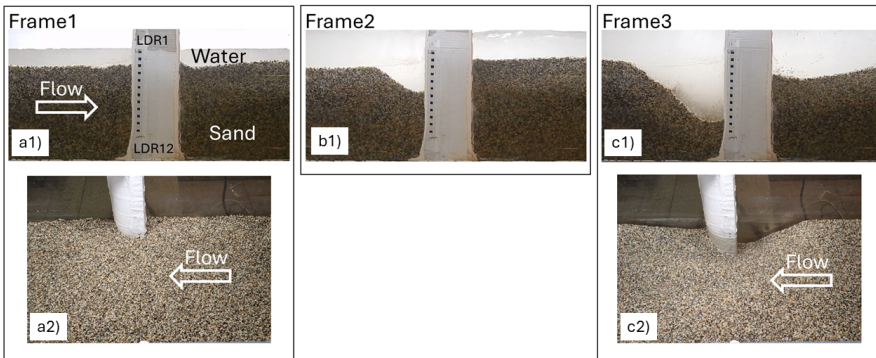 Frame1
LDR1
Water
Flow
Sand
LDR12
a1)
Flow
a2)
Frame2
b1)
Frame3
c1)
Flow
c2)